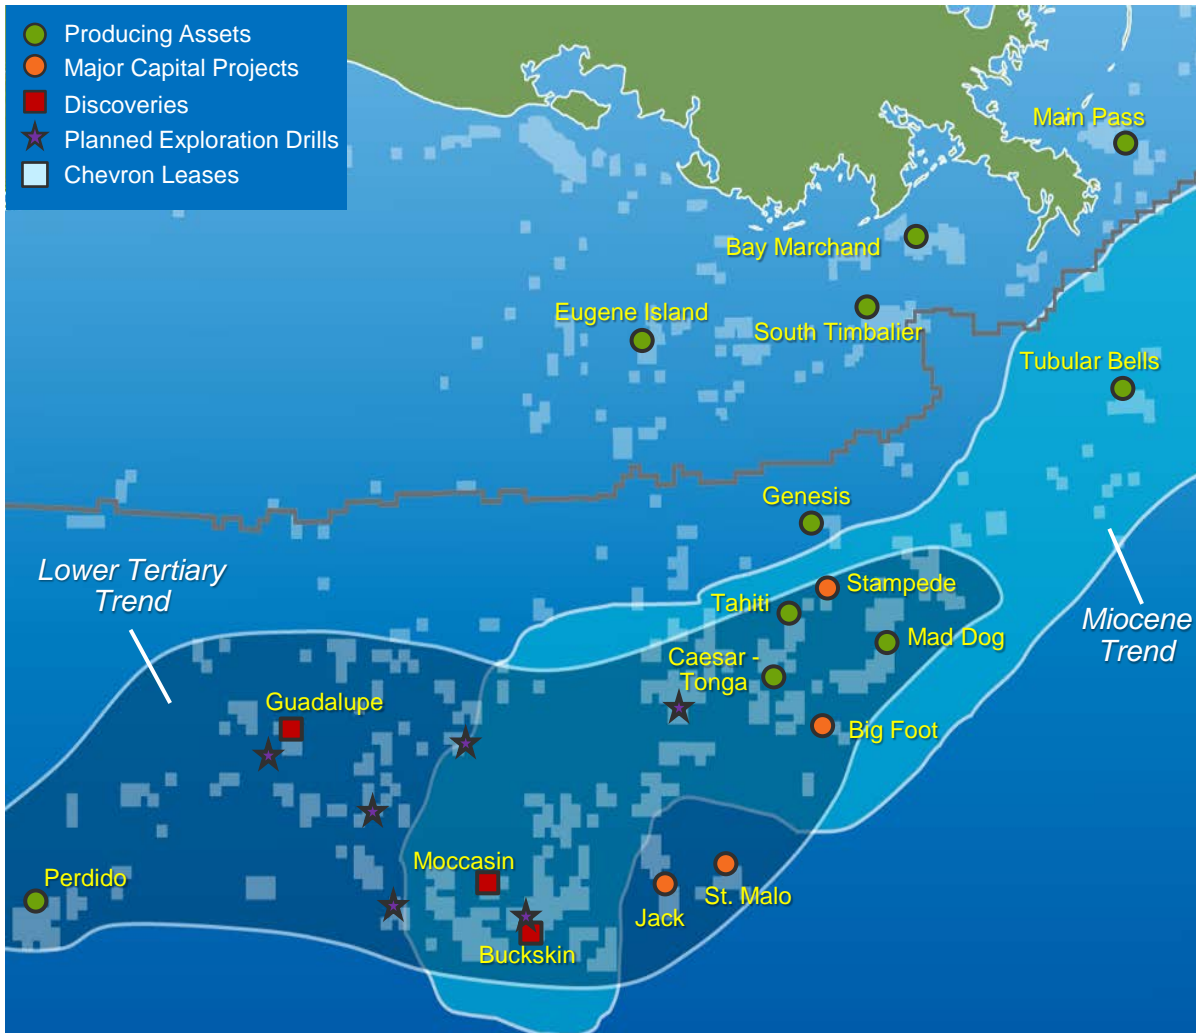 Producing Assets
Major Capital Projects
Discoveries
Planned Exploration Drills
Chevron Leases
Main Pass
Bay Marchand
Eugene Island
South Timbalier
Tubular Bells
Genesis
Lower Tertiary
Trend
Stampede
Tahiti
Miocene
Trend
Mad Dog
Caesar -
Tonga
Guadalupe
Big Foot
Moccasin
Perdido
St. Malo
Jack
Buckskin